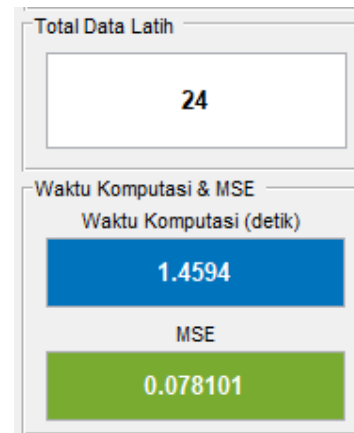 Total Data Latih
24
Waktu Komputasi & MSE
Waktu Komputasi (detik)
1.4594
MSE
0.078101